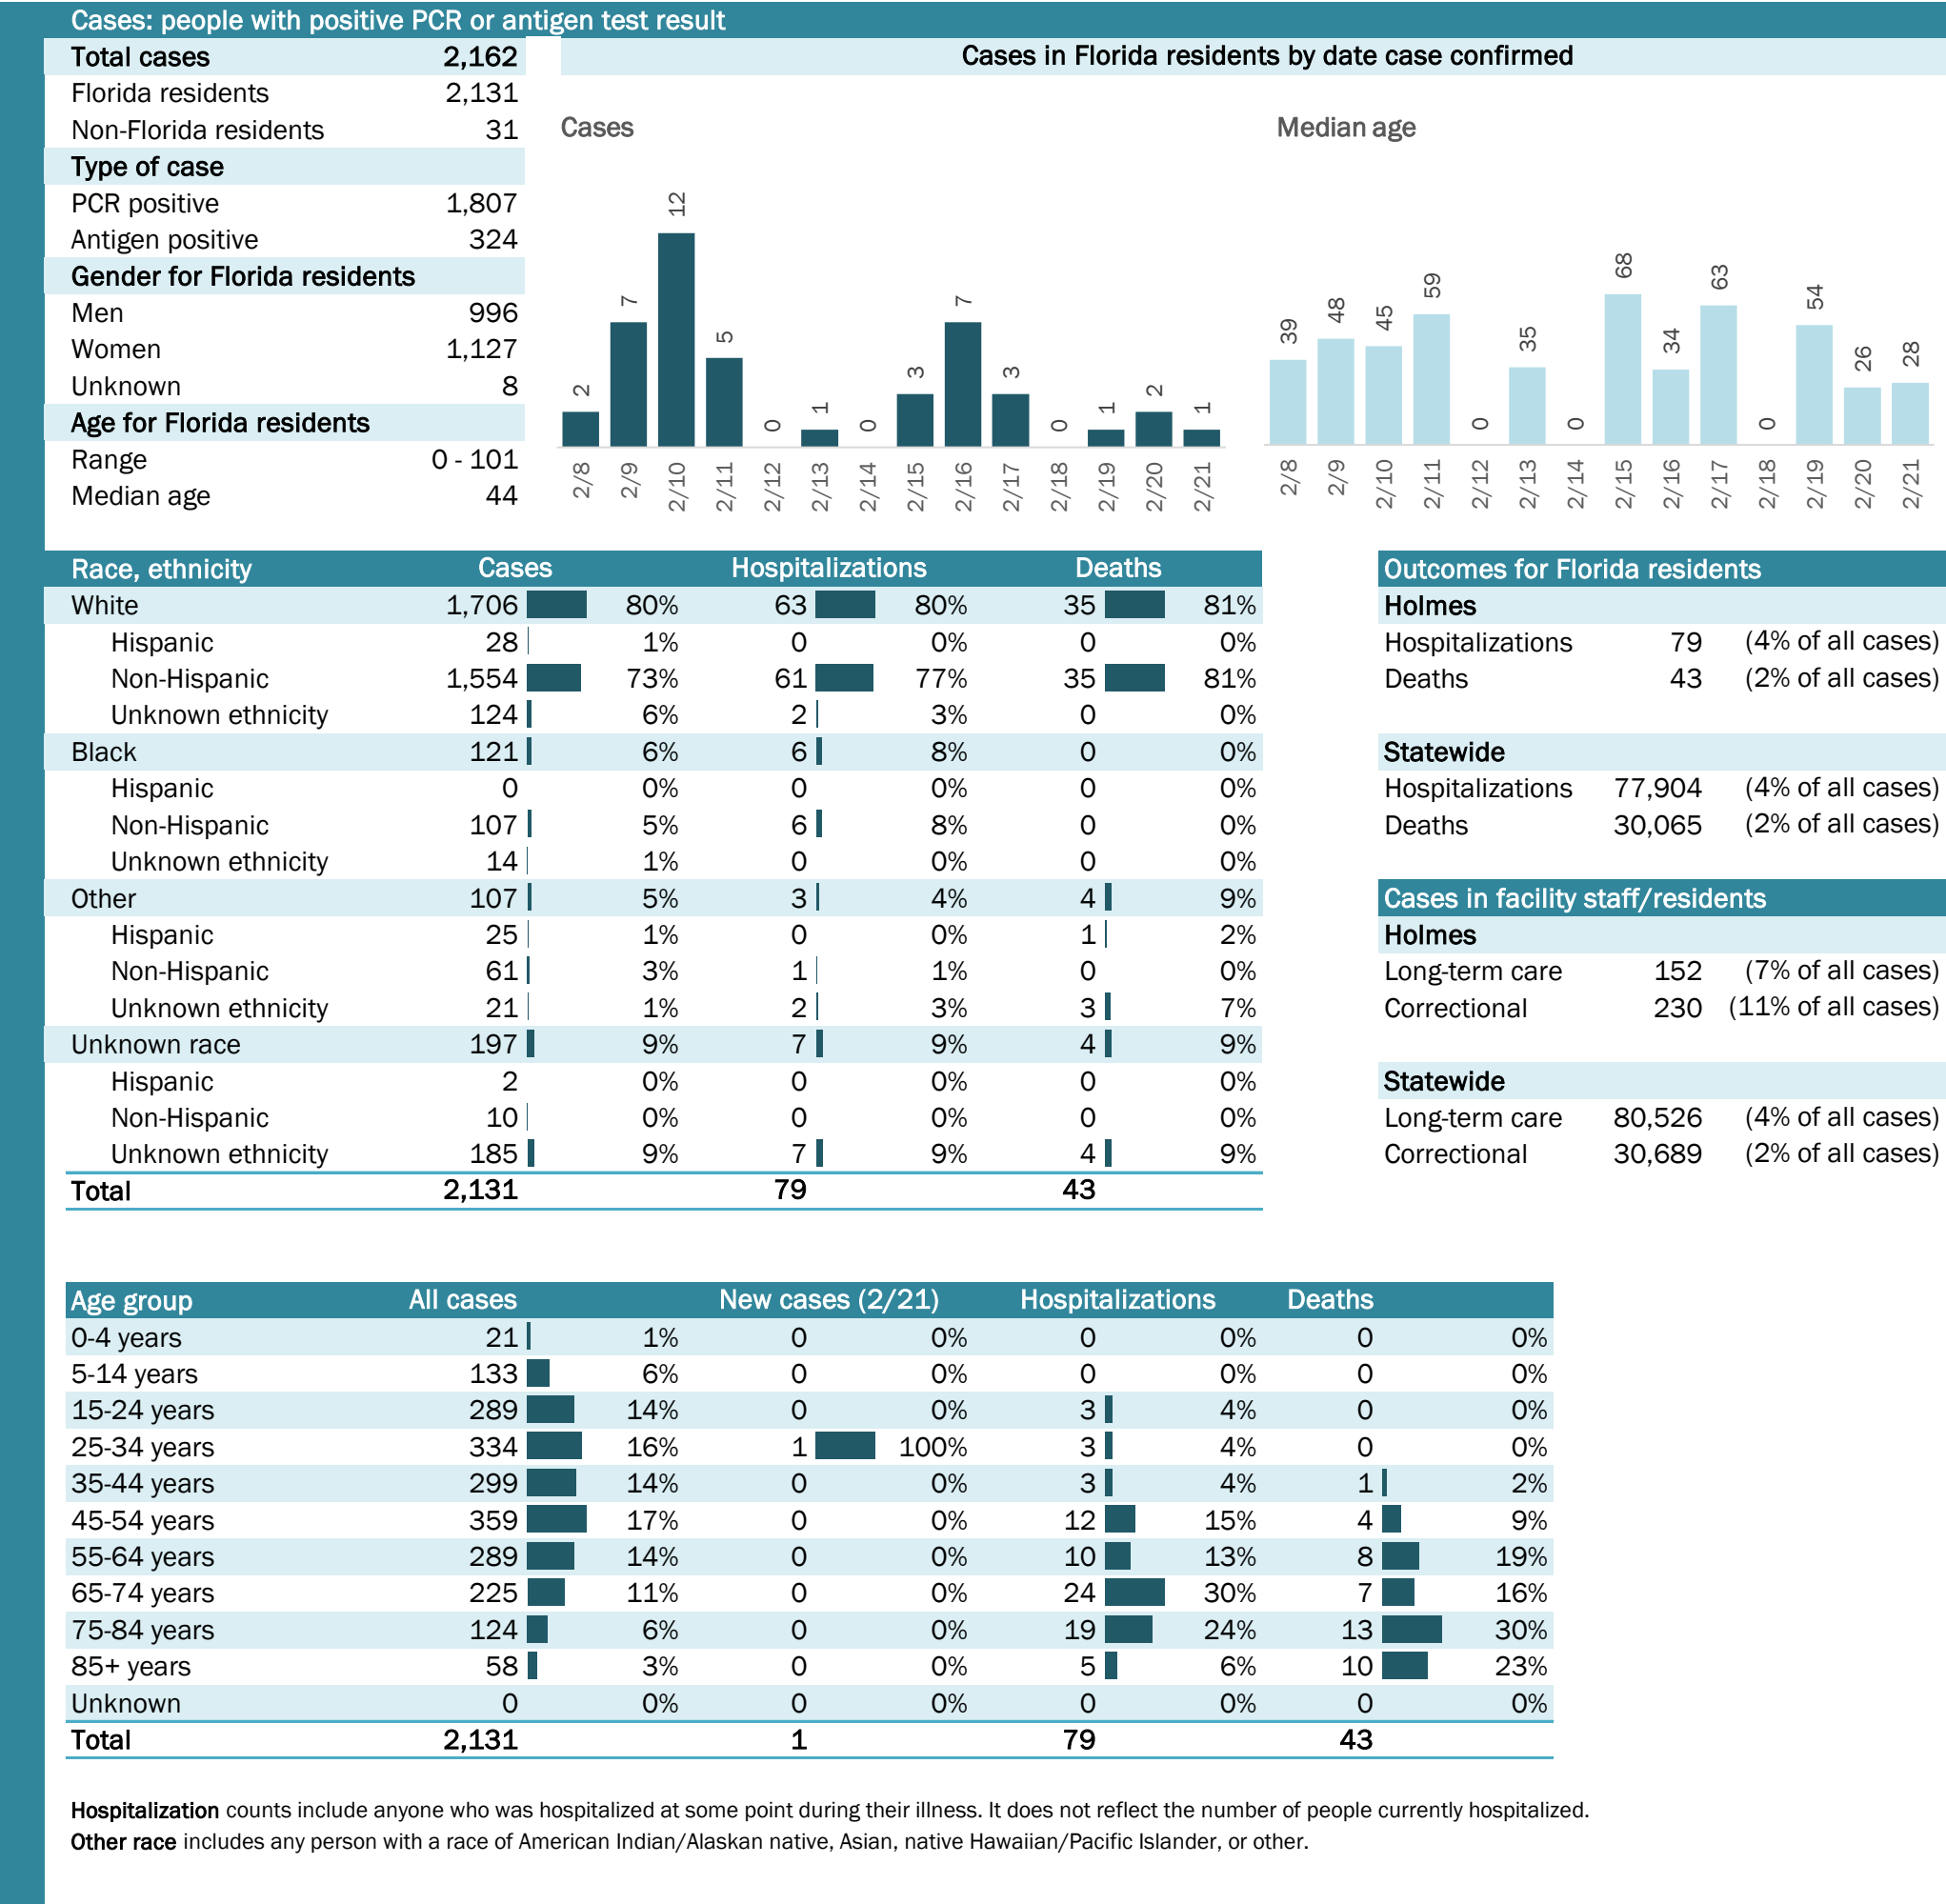 Cases: people with positive PCR or antigen test result
Total cases 2,162
Florida residents 2,131
Non-Florida residents 31
Type of case
PCR positive 1,807
Antigen positive 324
Gender for Florida residents
Men 996
Women 1,127
Unknown 8
Age for Florida residents
Range 0 - 101
Median age 44
Cases in Florida residents by date case confirmed
Cases
2 7 12 5 0 1 0 3 7 3 0 1 2 1
2/8 2/9 2/10 2/11 2/12 2/13 2/14 2/15 2/16 2/17 2/18 2/19 2/20 2/21
Median age
39 48 45 59 0 35 0 68 34 63 0 54 26 28
2/8 2/9 2/10 2/11 2/12 2/13 2/14 2/15 2/16 2/17 2/18 2/19 2/20 2/21
Race, ethnicity Cases Hospitalizations Deaths
White 1,706 80% 63 80% 35 81%
Hispanic 28 1% 0 0% 0 0%
Non-Hispanic 1,554 73% 61 77% 35 81%
Unknown ethnicity 124 6% 2 3% 0 0%
Black 121 6% 6 8% 0 0%
Hispanic 0 0% 0 0% 0 0%
Non-Hispanic 107 5% 6 8% 0 0%
Unknown ethnicity 14 1% 0 0% 0 0%
Other 107 5% 3 4% 4 9%
Hispanic 25 1% 0 0% 1 2%
Non-Hispanic 61 3% 1 1% 0 0%
Unknown ethnicity 21 1% 2 3% 3 7%
Unknown race 197 9% 7 9% 4 9%
Hispanic 2 0% 0 0% 0 0%
Non-Hispanic 10 0% 0 0% 0 0%
Unknown ethnicity 185 9% 7 9% 4 9%
Total 2,131 79 43
Outcomes for Florida residents
Holmes
Hospitalizations 79 (4% of all cases)
Deaths 43 (2% of all cases)
Statewide
Hospitalizations 77,904 (4% of all cases)
Deaths 30,065 (2% of all cases)
Cases in facility staff/residents
Holmes
Long-term care 152 (7% of all cases)
Correctional 230 (11% of all cases)
Statewide
Long-term care 80,526 (4% of all cases)
Correctional 30,689 (2% of all cases)
Age group All cases New cases (2/21) Hospitalizations Deaths
0-4 years 21 1% 0 0% 0 0% 0 0%
5-14 years 133 6% 0 0% 0 0% 0 0%
15-24 years 289 14% 0 0% 3 4% 0 0%
25-34 years 334 16% 1 100% 3 4% 0 0%
35-44 years 299 14% 0 0% 3 4% 1 2%
45-54 years 359 17% 0 0% 12 15% 4 9%
55-64 years 289 14% 0 0% 10 13% 8 19%
65-74 years 225 11% 0 0% 24 30% 7 16%
75-84 years 124 6% 0 0% 19 24% 13 30%
85+ years 58 3% 0 0% 5 6% 10 23%
Unknown 0 0% 0 0% 0 0% 0 0%
Total 2,131 1 79 43
Hospitalization counts include anyone who was hospitalized at some point during their illness. It does not reflect the number of people currently hospitalized.
Other race includes any person with a race of American Indian/Alaskan native, Asian, native Hawaiian/Pacific Islander, or other.